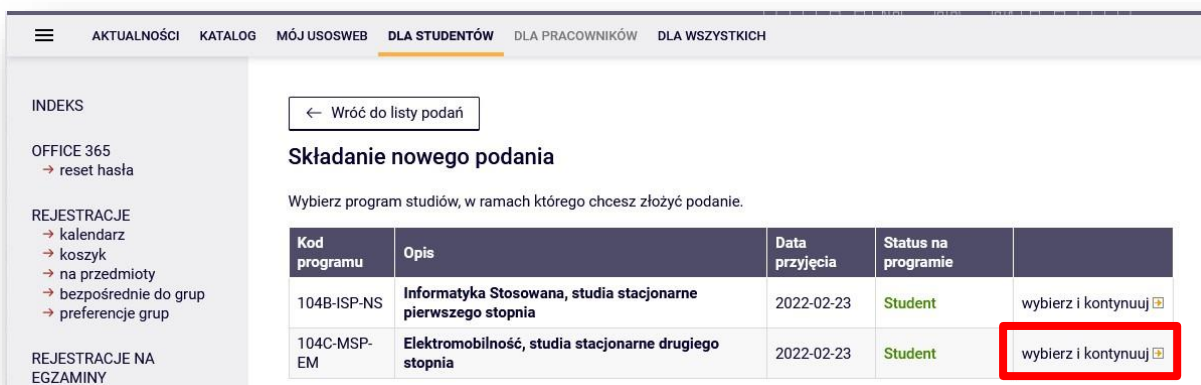 AKTUALNOŚCI KATALOG MÓJ USOSWEB DLA STUDENTÓW DLA PRACOWNIKÓW DLA WSZYSTKICH
INDEKS
OFFICE 365
→ reset hasła
REJESTRACJE
→ kalendarz
→ koszyk
→ na przedmioty
→ bezpośrednie do grup
→ preferencje grup
REJESTRACJE NA
EGZAMINY
← Wróć do listy podań
Składanie nowego podania
Wybierz program studiów, w ramach którego chcesz złożyć podanie.
Kod programu Opis Data przyjęcia Status na programie
104B-ISP-NS Informatyka Stosowana, studia stacjonarne pierwszego stopnia 2022-02-23 Student wybierz i kontynuuj
104C-MSP-EM Elektromobilność, studia stacjonarne drugiego stopnia 2022-02-23 Student wybierz i kontynuuj